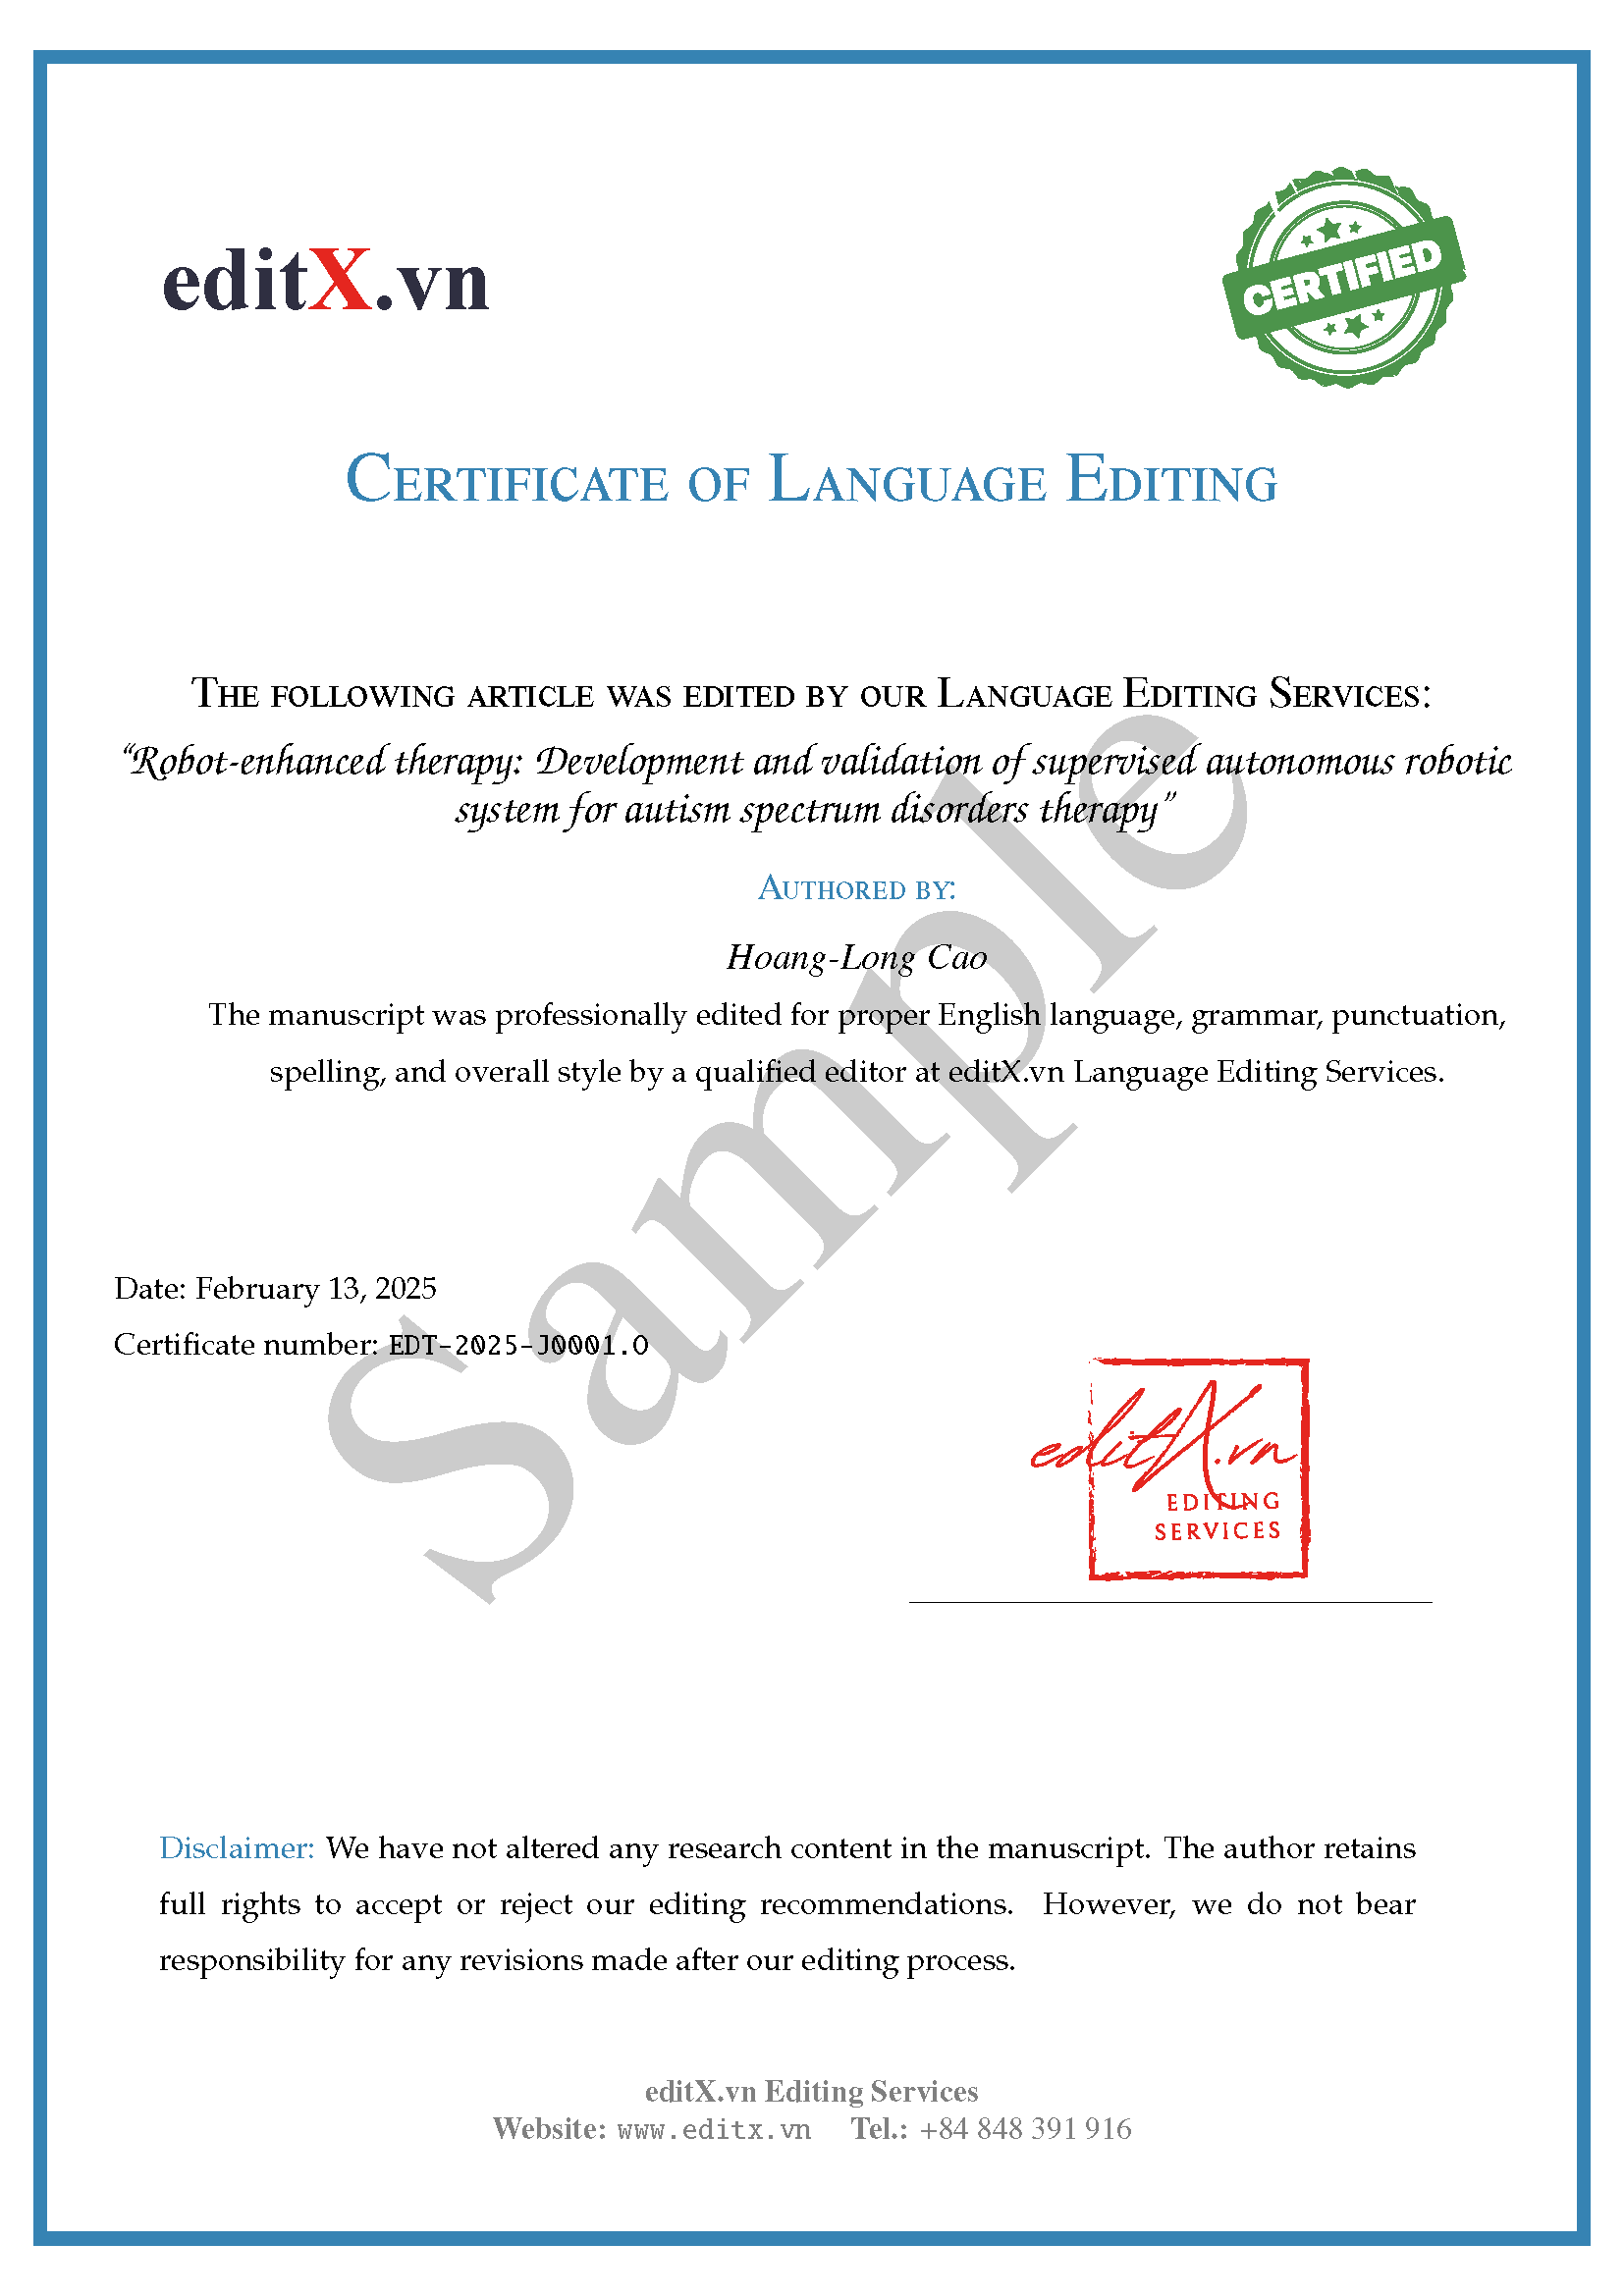 editX.vn
CERTIFIED
Certificate of Language Editing
The following article was edited by our Language Editing Services:
“Robot-enhanced therapy: Development and validation of supervised autonomous robotic
system for autism spectrum disorders therapy”
Authored by:
Hoang-Long Cao
The manuscript was professionally edited for proper English language, grammar, punctuation,
spelling, and overall style by a qualified editor at editX.vn Language Editing Services.
Sample
Date: February 13, 2025
Certificate number: EDT-2025-J0001.O
editX.vn
EDITING
SERVICES
Disclaimer: We have not altered any research content in the manuscript. The author retains
full rights to accept or reject our editing recommendations. However, we do not bear
responsibility for any revisions made after our editing process.
editX.vn Editing Services
Website: www.editx.vn Tel.: +84 848 391 916